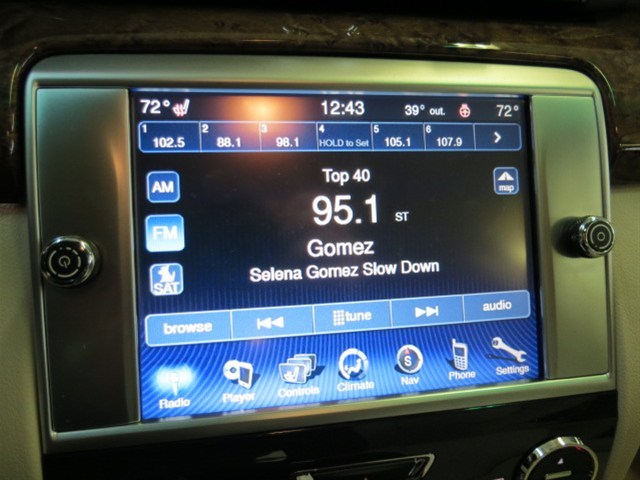 72° 12:43 39° out. 72°
1 2 3 4 5 6
102.5 88.1 98.1 HOLD to Set 105.1 107.9 >
AM Top 40 map
95.1 ST
FM
Gomez
Selena Gomez Slow Down
SAT
browse tune audio
Radio Player Controls Climate Nav Phone Settings
S